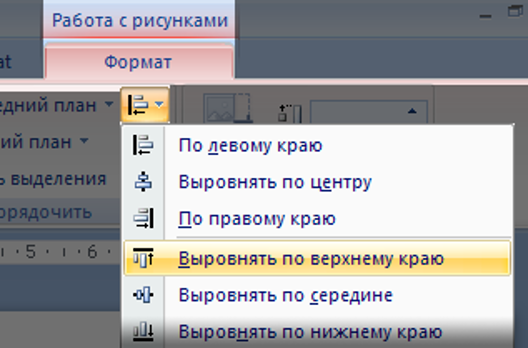 Работа с рисунками
at
Формат
едний план
ий план
ь выделения
орядочить
По левому краю
Выровнять по центру
По правому краю
Выровнять по верхнему краю
Выровнять по середине
Выровнять по нижнему краю
5 · 6